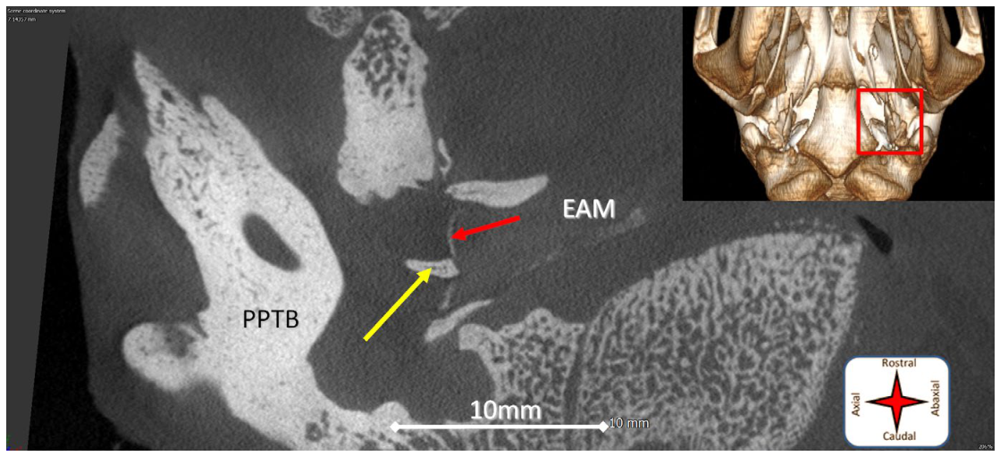 Scene coordinate system
EAM
PPTB
10mm
10 mm
Rostral
Axial
Abaxial
Caudal